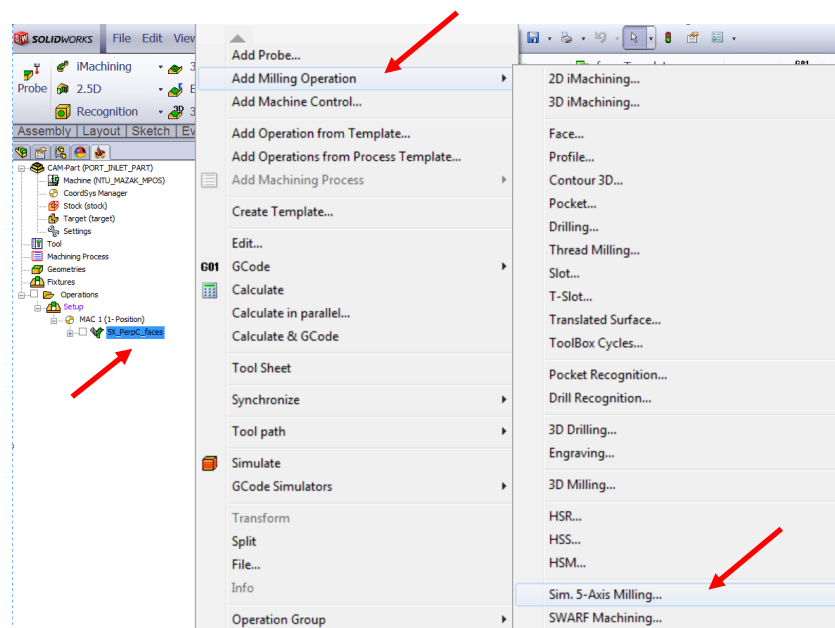 SOLIDWORKS File Edit View
iMachining 3
Probe 2.5D E
Recognition 3
Assembly Layout Sketch Ev
CAM-Part (PORT_INLET_PART)
Machine (NTU_MAZAK_MPOS)
CoordSys Manager
Stock (stock)
Target (target)
Settings
Tool
Machining Process
Geometries
Fixtures
Operations
Setup
MAC 1 (1- Position)
5X_PerpC_faces
Add Probe...
Add Milling Operation
Add Machine Control...
Add Operation from Template...
Add Operations from Process Template...
Add Machining Process
Create Template...
Edit...
G01 GCode
Calculate
Calculate in parallel...
Calculate & GCode
Tool Sheet
Synchronize
Tool path
Simulate
GCode Simulators
Transform
Split
File...
Info
Operation Group
2D iMachining...
3D iMachining...
Face...
Profile...
Contour 3D...
Pocket...
Drilling...
Thread Milling...
Slot...
T-Slot...
Translated Surface...
ToolBox Cycles...
Pocket Recognition...
Drill Recognition...
3D Drilling...
Engraving...
3D Milling...
HSR...
HSS...
HSM...
Sim. 5-Axis Milling...
SWARF Machining...